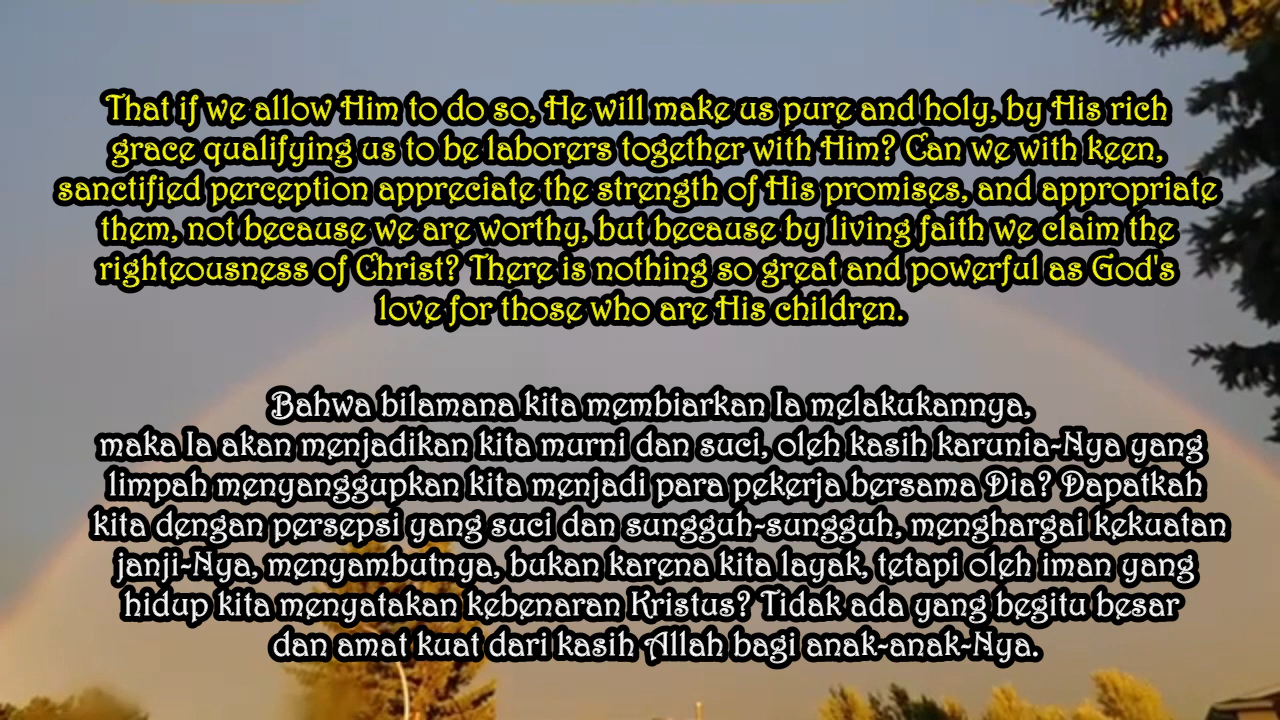 That if we allow Him to do so, He will make us pure and holy, by His rich
grace qualifying us to be laborers together with Him? Can we with keen,
sanctified perception appreciate the strength of His promises, and appropriate
them, not because we are worthy, but because by living faith we claim the
righteousness of Christ? There is nothing so great and powerful as God's
love for those who are His children.
Bahwa bilamana kita membiarkan Ia melakukannya,
maka Ia akan menjadikan kita murni dan suci, oleh kasih karunia-Nya yang
limpah menyanggupkan kita menjadi para pekerja bersama Dia? Dapatkah
kita dengan persepsi yang suci dan sungguh-sungguh, menghargai kekuatan
janji-Nya, menyambutnya, bukan karena kita layak, tetapi oleh iman yang
hidup kita menyatakan kebenaran Kristus? Tidak ada yang begitu besar
dan amat kuat dari kasih Allah bagi anak-anak-Nya.